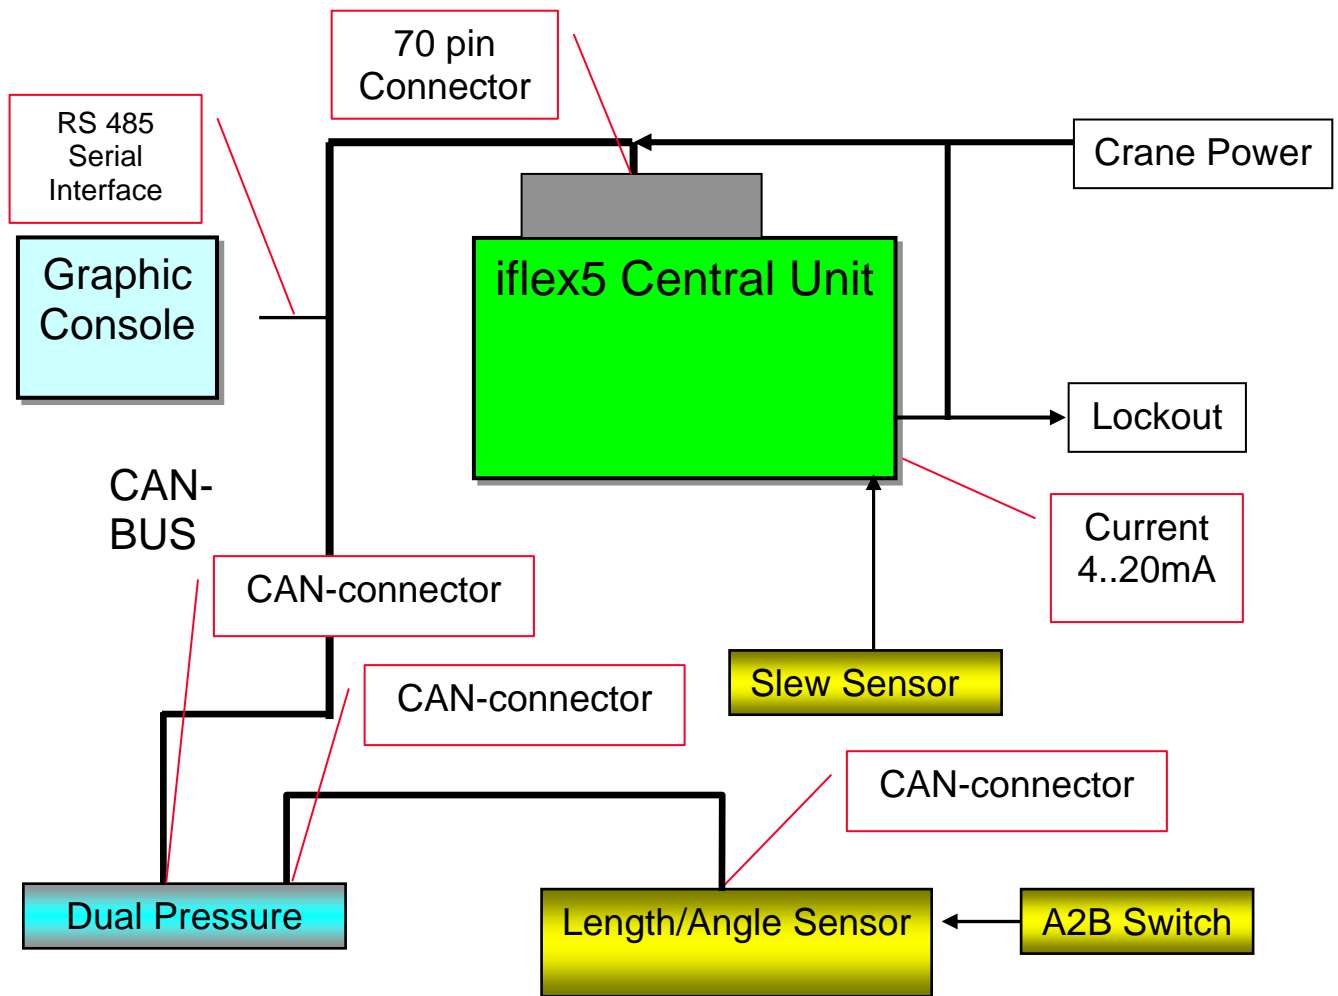 70 pin
Connector
RS 485
Serial
Interface
Crane Power
Graphic
Console
iflex5 Central Unit
Lockout
CAN-
BUS
Current
4..20mA
CAN-connector
CAN-connector
Slew Sensor
CAN-connector
Dual Pressure
Length/Angle Sensor
A2B Switch